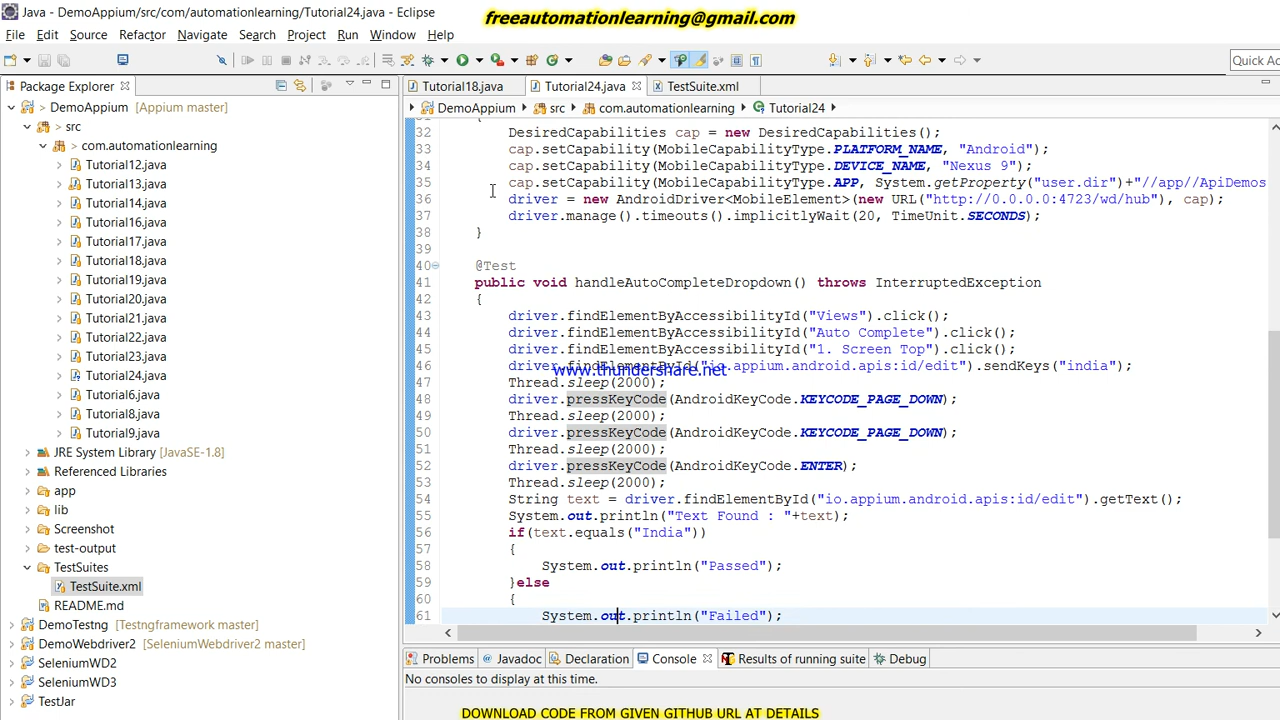 Java - DemoAppium/src/com/automationlearning/Tutorial24.java - Eclipse
freeautomationlearning@gmail.com
File Edit Source Refactor Navigate Search Project Run Window Help
Quick Ac
Package Explorer
Tutorial18.java Tutorial24.java TestSuite.xml
DemoAppium src com.automationlearning Tutorial24
DemoAppium [Appium master]
src
com.automationlearning
Tutorial12.java
Tutorial13.java
Tutorial14.java
Tutorial16.java
Tutorial17.java
Tutorial18.java
Tutorial19.java
Tutorial20.java
Tutorial21.java
Tutorial22.java
Tutorial23.java
Tutorial24.java
Tutorial6.java
Tutorial8.java
Tutorial9.java
JRE System Library [JavaSE-1.8]
Referenced Libraries
app
lib
Screenshot
test-output
TestSuites
TestSuite.xml
README.md
DemoTestng [Testngframework master]
DemoWebdriver2 [SeleniumWebdriver2 master]
SeleniumWD2
SeleniumWD3
TestJar
32 DesiredCapabilities cap = new DesiredCapabilities();
33 cap.setCapability(MobileCapabilityType.PLATFORM_NAME, "Android");
34 cap.setCapability(MobileCapabilityType.DEVICE_NAME, "Nexus 9");
35 cap.setCapability(MobileCapabilityType.APP, System.getProperty("user.dir")+"//app//ApiDemos
36 driver = new AndroidDriver<MobileElement>(new URL("http://0.0.0.0:4723/wd/hub"), cap);
37 driver.manage().timeouts().implicitlyWait(20, TimeUnit.SECONDS);
38 }
39
40 @Test
41 public void handleAutoCompleteDropdown() throws InterruptedException
42 {
43 driver.findElementByAccessibilityId("Views").click();
44 driver.findElementByAccessibilityId("Auto Complete").click();
45 driver.findElementByAccessibilityId("1. Screen Top").click();
46 driver.findElementById("io.appium.android.apis:id/edit").sendKeys("india");
www.thundershare.net
47 Thread.sleep(2000);
48 driver.pressKeyCode(AndroidKeyCode.KEYCODE_PAGE_DOWN);
49 Thread.sleep(2000);
50 driver.pressKeyCode(AndroidKeyCode.KEYCODE_PAGE_DOWN);
51 Thread.sleep(2000);
52 driver.pressKeyCode(AndroidKeyCode.ENTER);
53 Thread.sleep(2000);
54 String text = driver.findElementById("io.appium.android.apis:id/edit").getText();
55 System.out.println("Text Found : "+text);
56 if(text.equals("India"))
57 {
58 System.out.println("Passed");
59 }else
60 {
61 System.out.println("Failed");
Problems Javadoc Declaration Console Results of running suite Debug
No consoles to display at this time.
DOWNLOAD CODE FROM GIVEN GITHUB URL AT DETAILS